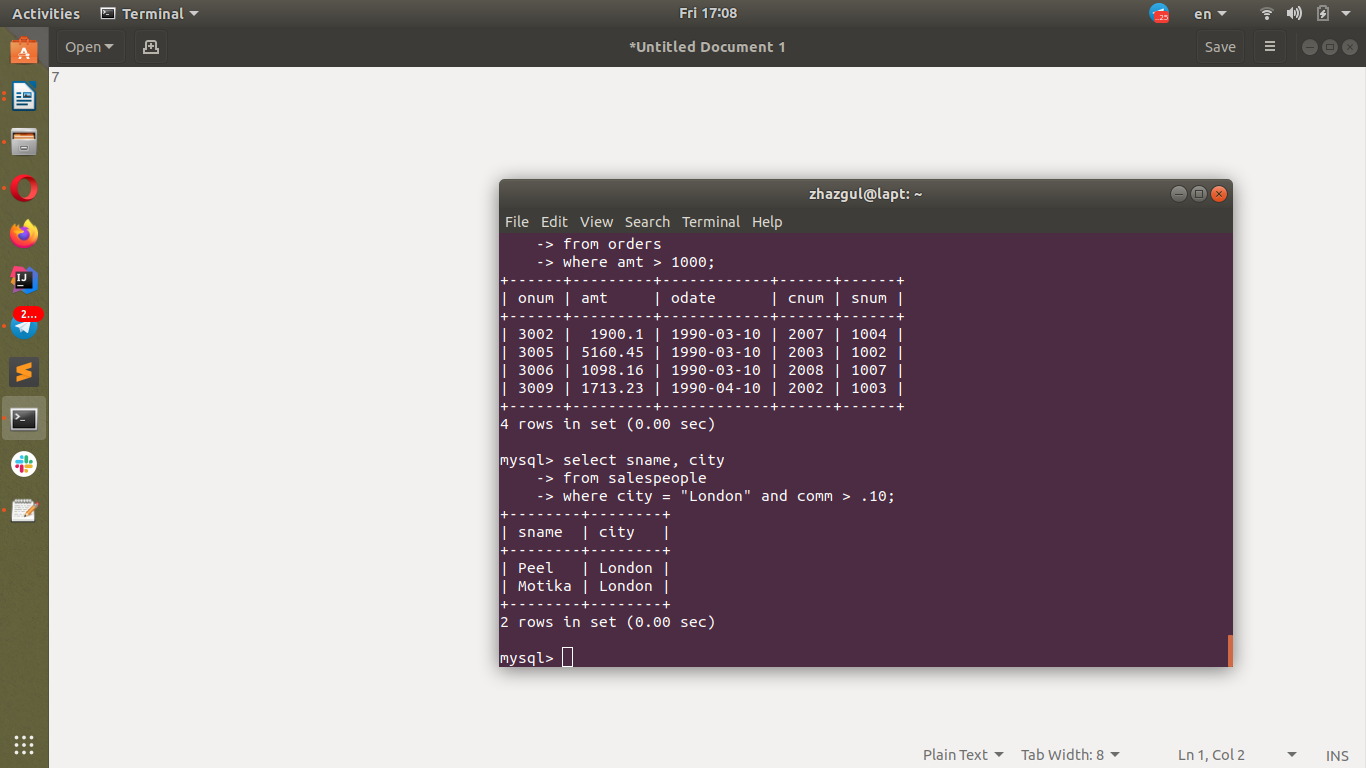 Activities Terminal Fri 17:08 25 en
Open *Untitled Document 1 Save
7
zhazgul@lapt: ~
File Edit View Search Terminal Help
    -> from orders
    -> where amt > 1000;
+------+---------+------------+------+------+
| onum | amt     | odate      | cnum | snum |
+------+---------+------------+------+------+
| 3002 |  1900.1 | 1990-03-10 | 2007 | 1004 |
| 3005 | 5160.45 | 1990-03-10 | 2003 | 1002 |
| 3006 | 1098.16 | 1990-03-10 | 2008 | 1007 |
| 3009 | 1713.23 | 1990-04-10 | 2002 | 1003 |
+------+---------+------------+------+------+
4 rows in set (0.00 sec)
mysql> select sname, city
    -> from salespeople
    -> where city = "London" and comm > .10;
+--------+--------+
| sname  | city   |
+--------+--------+
| Peel   | London |
| Motika | London |
+--------+--------+
2 rows in set (0.00 sec)
mysql>
IJ
2...
Plain Text Tab Width: 8 Ln 1, Col 2 INS